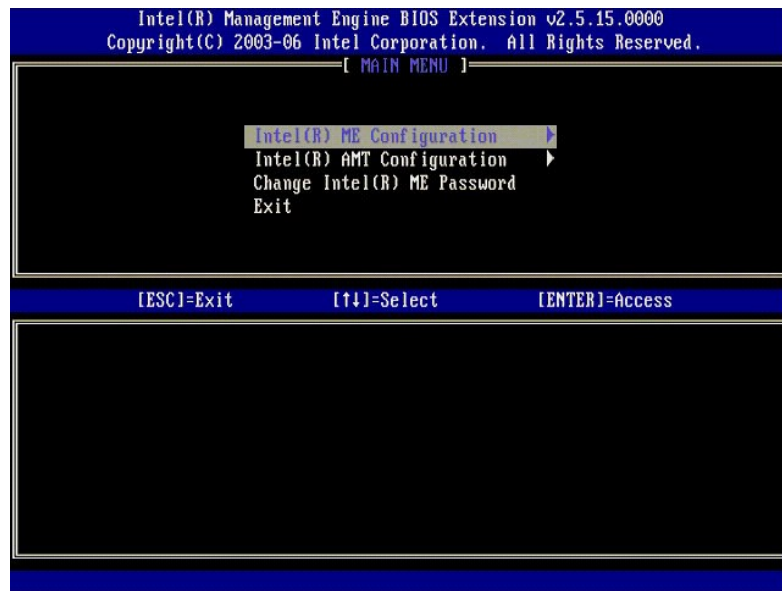 Intel(R) Management Engine BIOS Extension v2.5.15.0000
Copyright(C) 2003-06 Intel Corporation. All Rights Reserved.
[ MAIN MENU ]
Intel(R) ME Configuration ►
Intel(R) AMT Configuration ►
Change Intel(R) ME Password
Exit
[ESC]=Exit [↑↓]=Select [ENTER]=Access